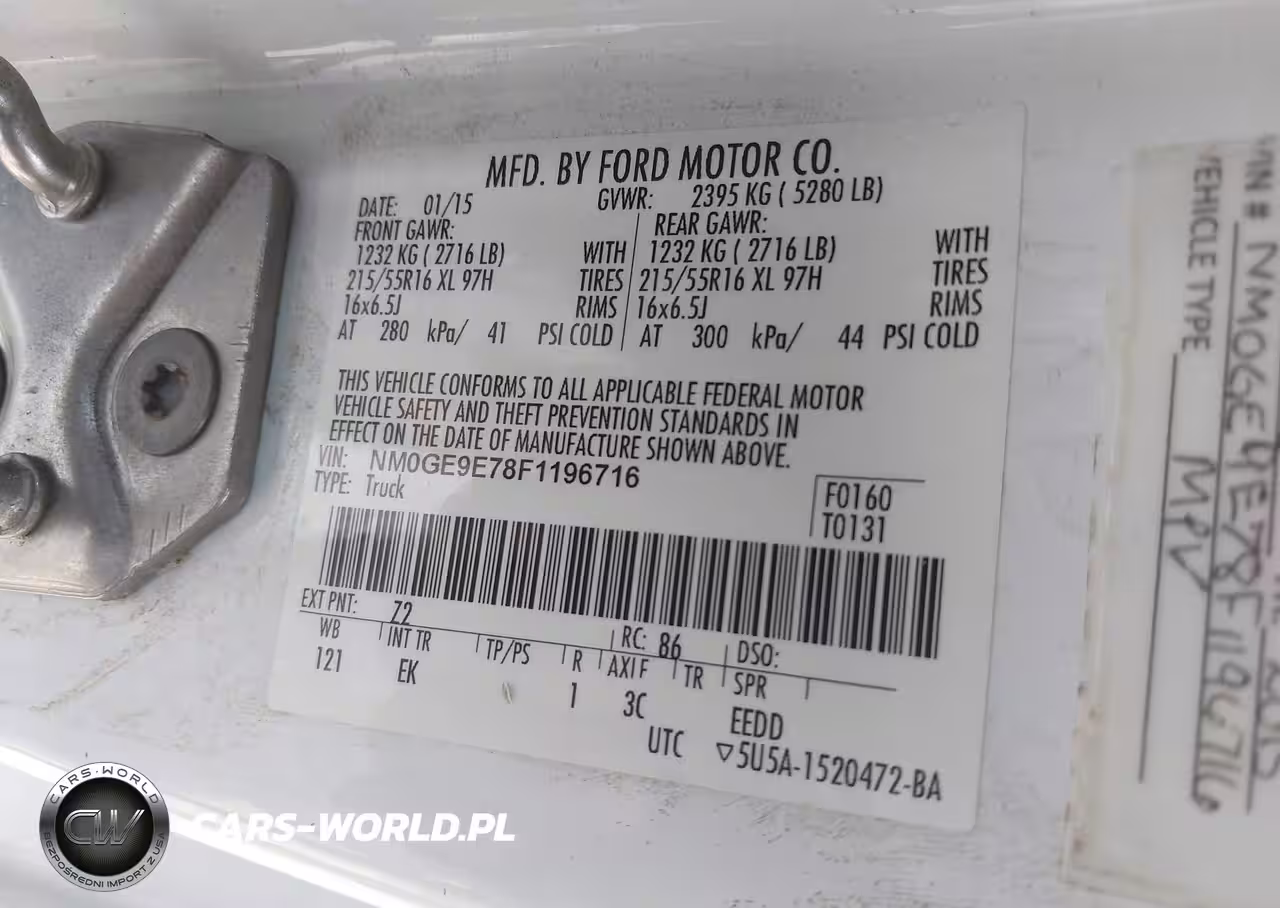 MFD. BY FORD MOTOR CO.
DATE: 01/15 GVWR: 2395 KG ( 5280 LB)
FRONT GAWR: REAR GAWR:
1232 KG ( 2716 LB) WITH 1232 KG ( 2716 LB) WITH
215/55R16 XL 97H TIRES 215/55R16 XL 97H TIRES
16x6.5J RIMS 16x6.5J RIMS
AT 280 kPa/ 41 PSI COLD AT 300 kPa/ 44 PSI COLD
THIS VEHICLE CONFORMS TO ALL APPLICABLE FEDERAL MOTOR
VEHICLE SAFETY AND THEFT PREVENTION STANDARDS IN
EFFECT ON THE DATE OF MANUFACTURE SHOWN ABOVE.
VIN: NM0GE9E78F1196716
TYPE: Truck
F0160
T0131
EXT PNT: Z2 RC: 86 DSO:
WB INT TR TP/PS R AXIF TR SPR
121 EK 1 3C EEDD
UTC ▽5U5A-1520472-BA
VIN #
VEHICLE TYPE MPV
CARS-WORLD
CW
BEZPOŚREDNI IMPORT Z USA
CARS-WORLD.PL